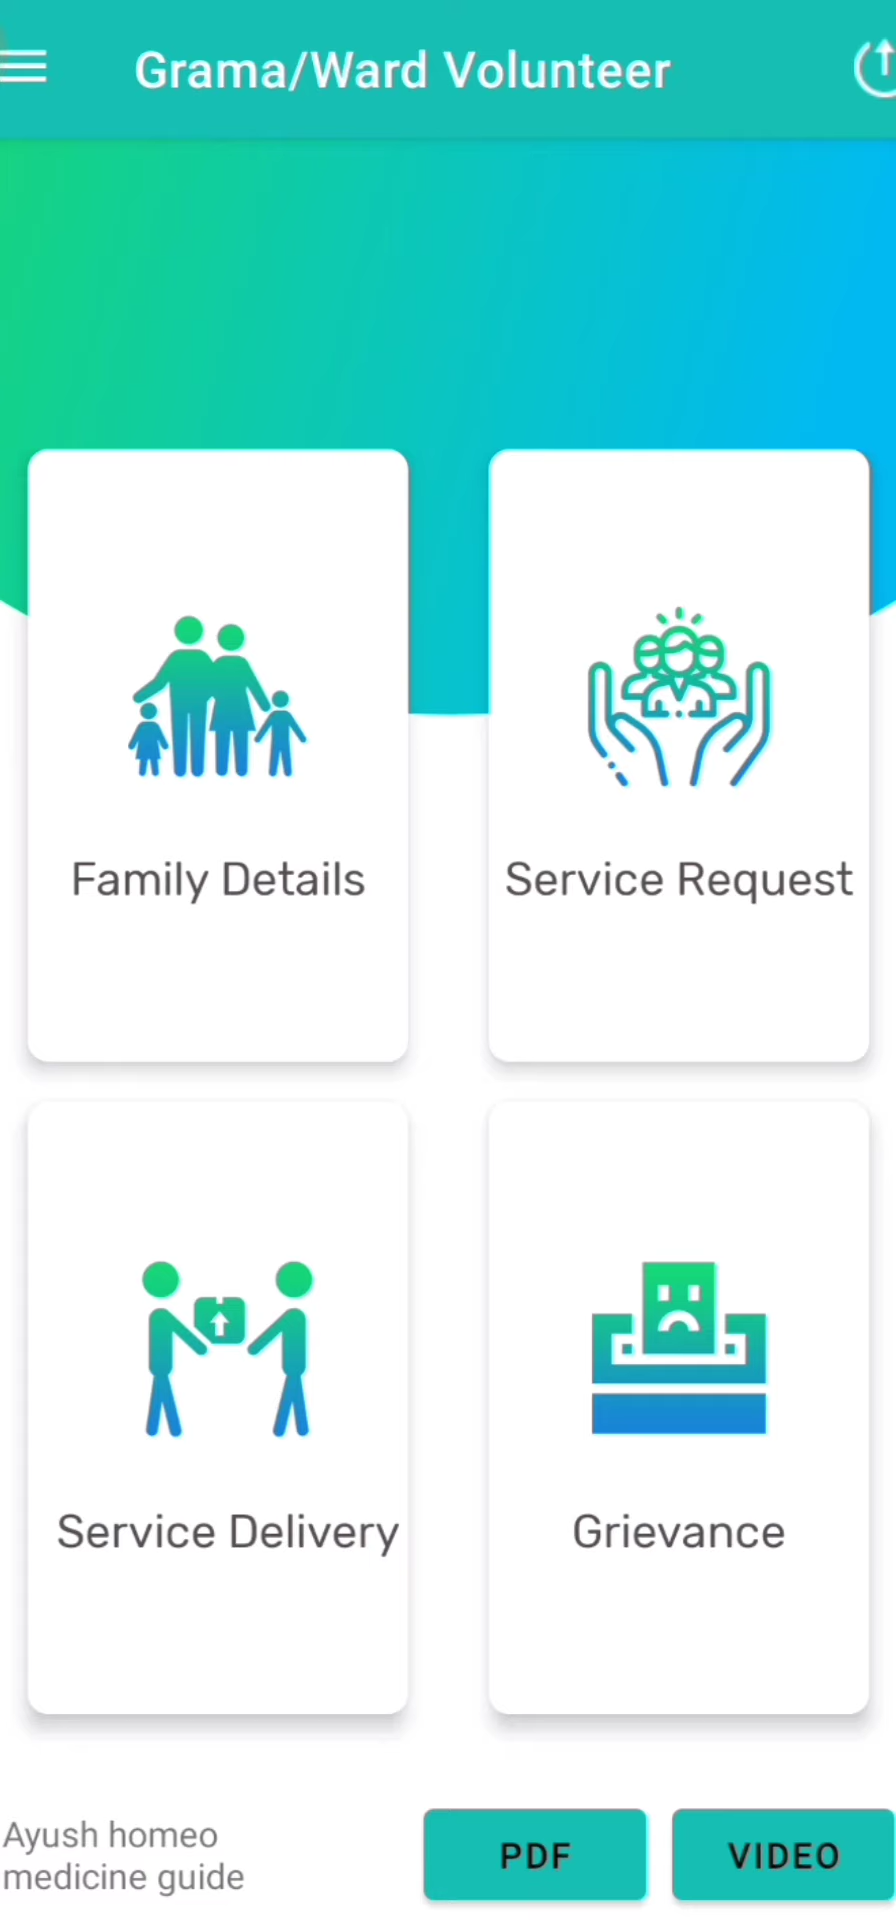 Grama/Ward Volunteer
Family Details
Service Request
Service Delivery
Grievance
Ayush homeo
medicine guide
PDF
VIDEO